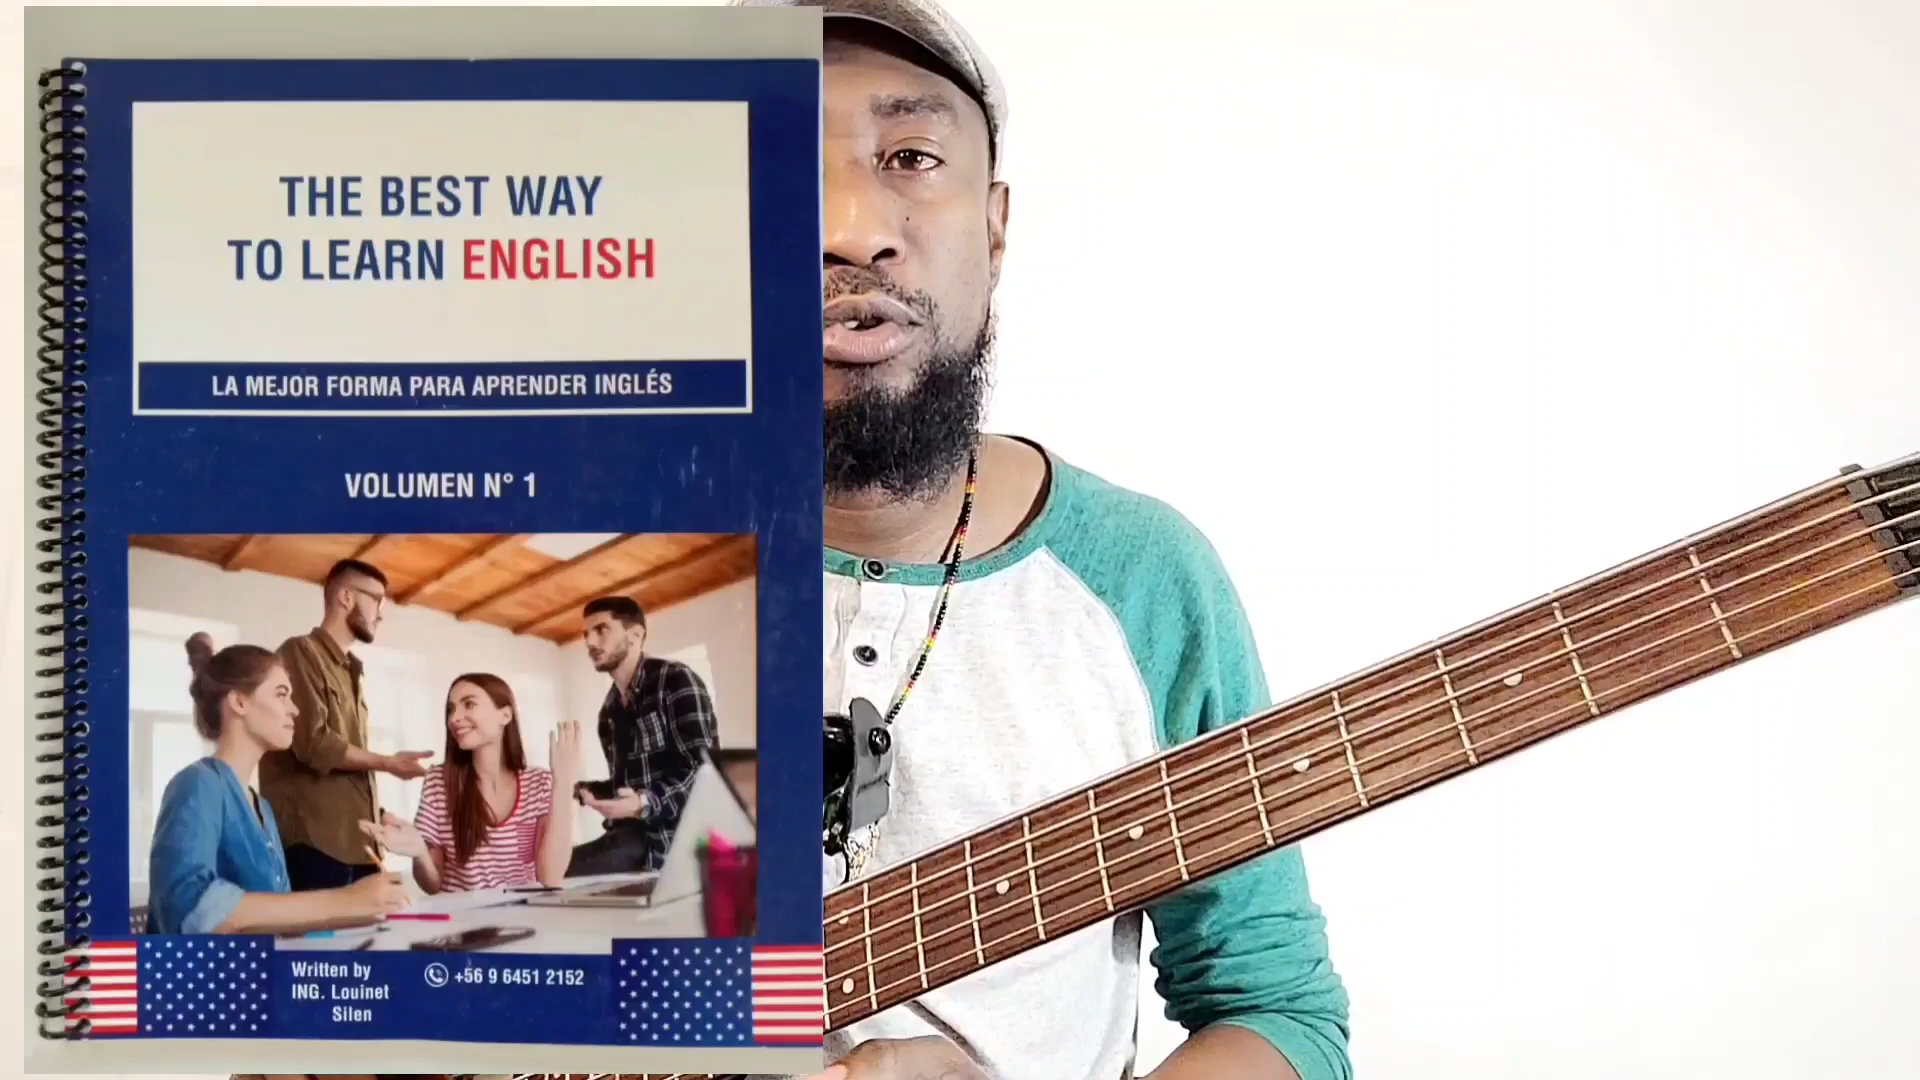 THE BEST WAY
TO LEARN ENGLISH
LA MEJOR FORMA PARA APRENDER INGLÉS
VOLUMEN N° 1
Written by
ING. Louinet
Silen
+56 9 6451 2152